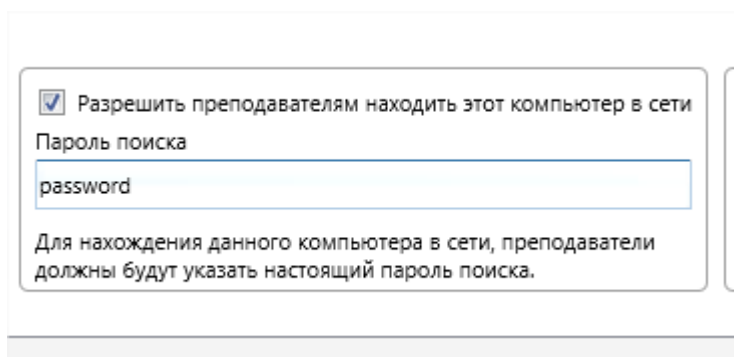 Разрешить преподавателям находить этот компьютер в сети
Пароль поиска
password
Для нахождения данного компьютера в сети, преподаватели
должны будут указать настоящий пароль поиска.